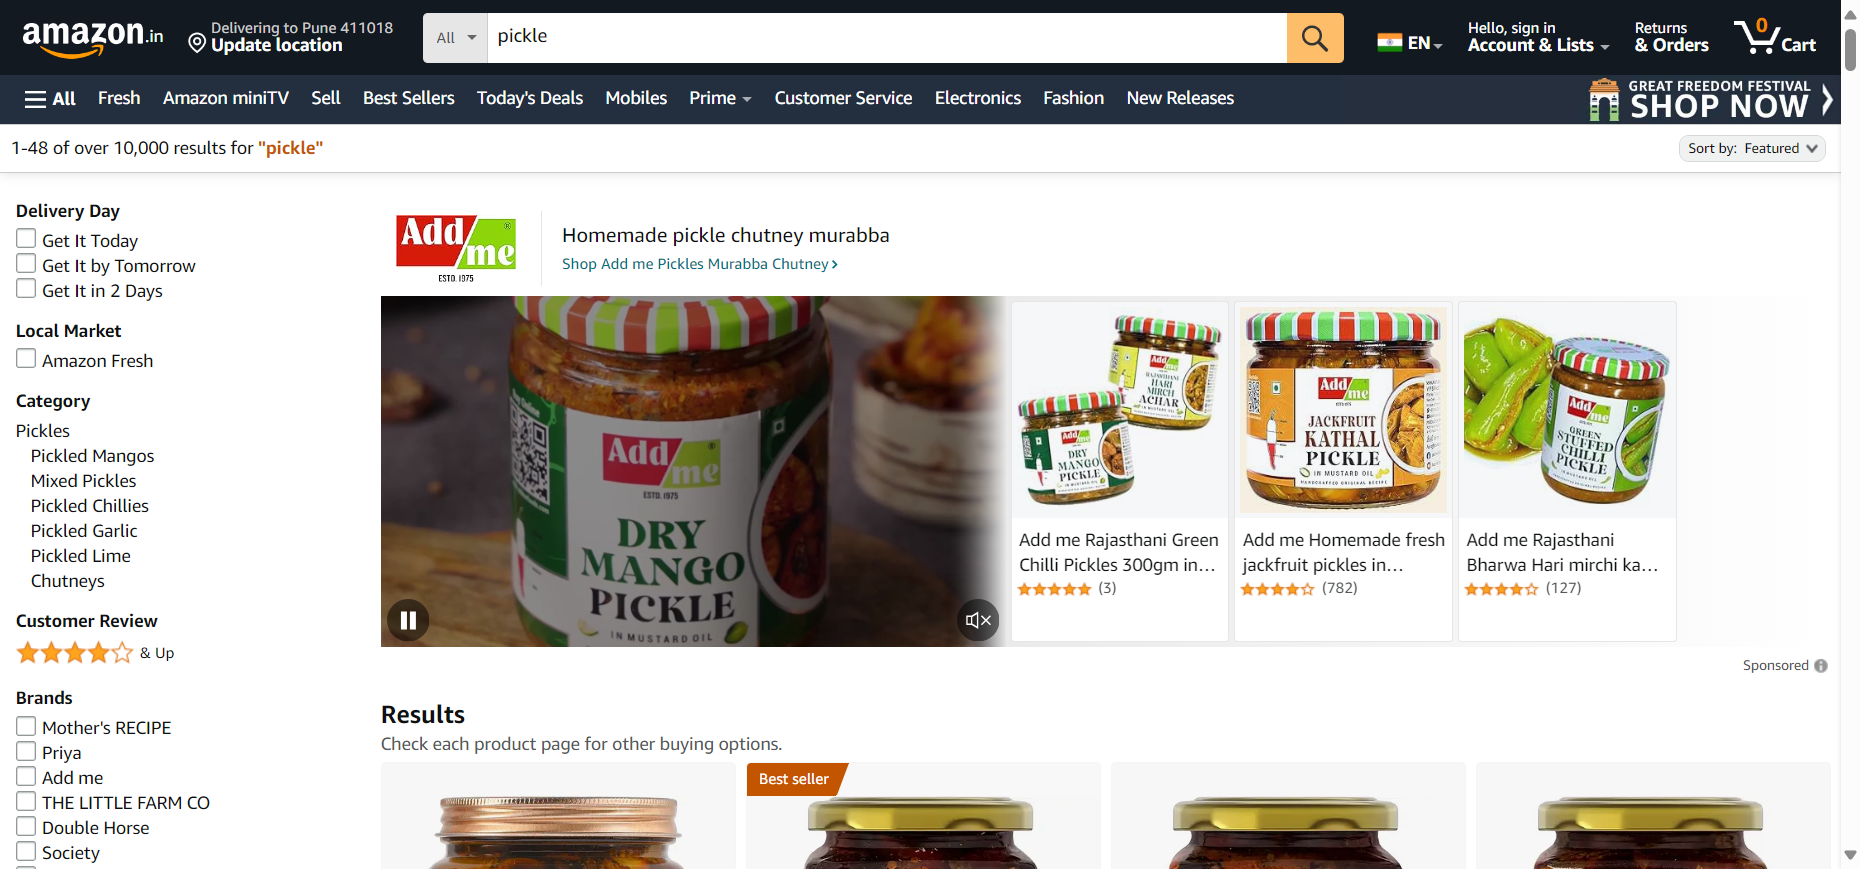 amazon.in
Delivering to Pune 411018
Update location
All
pickle
EN
Hello, sign in
Account & Lists
Returns
& Orders
0
Cart
All
Fresh
Amazon miniTV
Sell
Best Sellers
Today's Deals
Mobiles
Prime
Customer Service
Electronics
Fashion
New Releases
GREAT FREEDOM FESTIVAL
SHOP NOW
1-48 of over 10,000 results for "pickle"
Sort by: Featured
Delivery Day
Get It Today
Get It by Tomorrow
Get It in 2 Days
Local Market
Amazon Fresh
Category
Pickles
Pickled Mangos
Mixed Pickles
Pickled Chillies
Pickled Garlic
Pickled Lime
Chutneys
Customer Review
& Up
Brands
Mother's RECIPE
Priya
Add me
THE LITTLE FARM CO
Double Horse
Society
Add me
ESTD. 1975
Homemade pickle chutney murabba
Shop Add me Pickles Murabba Chutney
Add me
ESTD. 1975
DRY
MANGO
PICKLE
IN MUSTARD OIL
Add me
RAJASTHANI
HARI
MIRCH
ACHAR
Add me
DRY
MANGO
PICKLE
Add me Rajasthani Green
Chilli Pickles 300gm in...
(3)
Add me
JACKFRUIT
KATHAL
PICKLE
IN MUSTARD OIL
HANDCRAFTED ORIGINAL RECIPE
Add me Homemade fresh
jackfruit pickles in...
(782)
Add me
GREEN
STUFFED
CHILLI
PICKLE
Add me Rajasthani
Bharwa Hari mirchi ka...
(127)
Sponsored
Results
Check each product page for other buying options.
Best seller